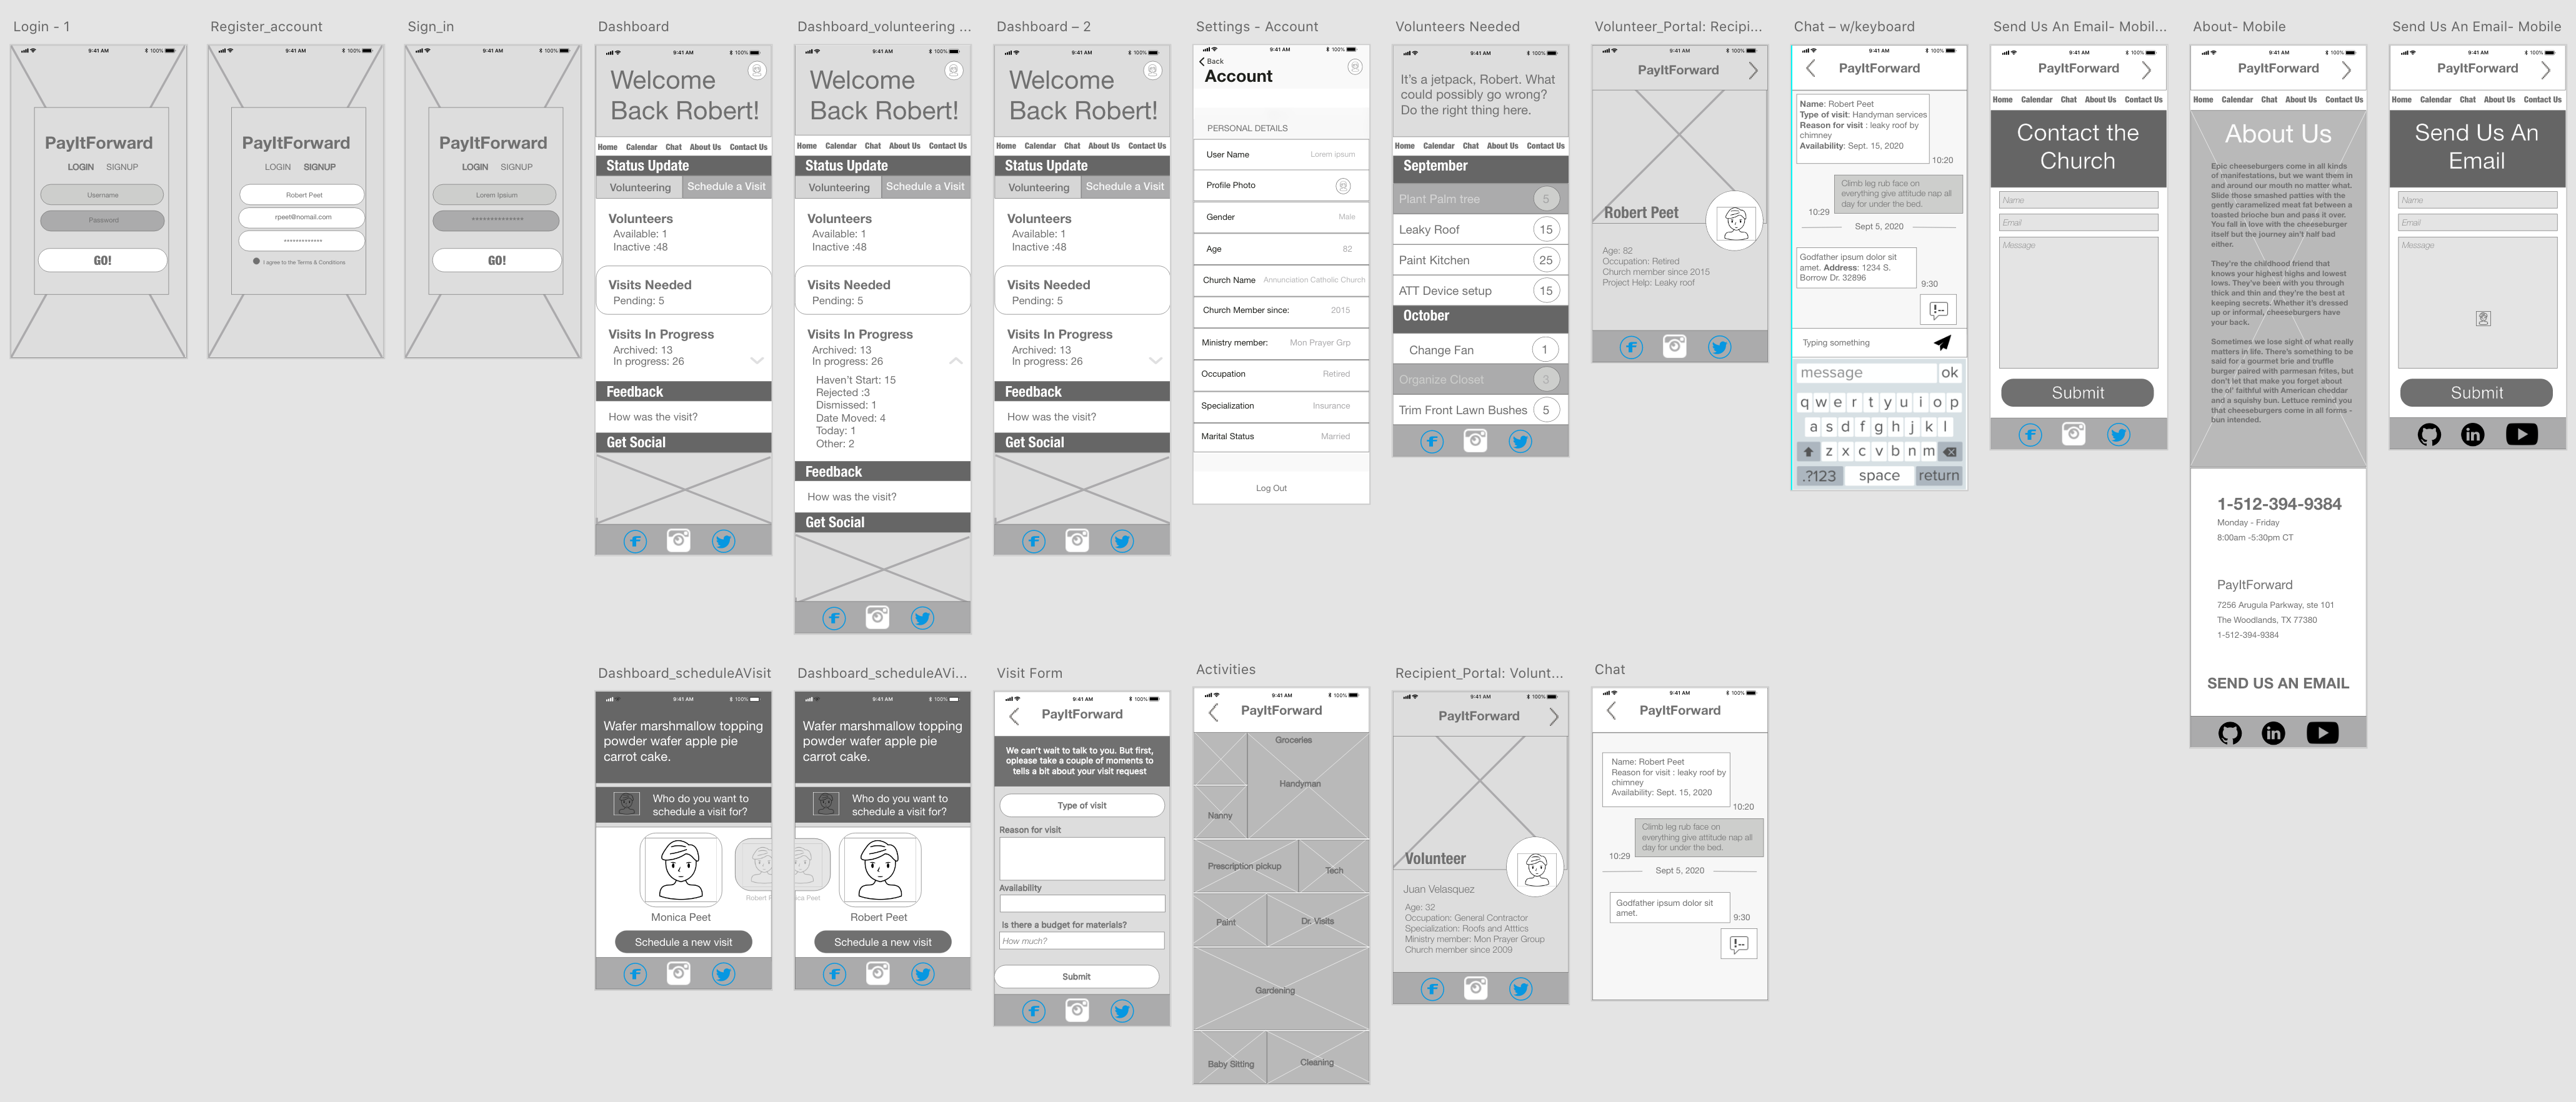 Login - 1
9:41 AM
100%
PayItForward
LOGIN SIGNUP
Username
Password
GO!
Register_account
9:41 AM
100%
PayItForward
LOGIN SIGNUP
Robert Peet
rpeet@nomail.com
**************
I agree to the Terms & Conditions
Sign_in
9:41 AM
100%
PayItForward
LOGIN SIGNUP
Lorem Ipsium
***************
GO!
Dashboard
9:41 AM
100%
Welcome
Back Robert!
Home Calendar Chat About Us Contact Us
Status Update
Volunteering Schedule a Visit
Volunteers
Available: 1
Inactive :48
Visits Needed
Pending: 5
Visits In Progress
Archived: 13
In progress: 26
Feedback
How was the visit?
Get Social
Dashboard_volunteering ...
9:41 AM
100%
Welcome
Back Robert!
Home Calendar Chat About Us Contact Us
Status Update
Volunteering Schedule a Visit
Volunteers
Available: 1
Inactive :48
Visits Needed
Pending: 5
Visits In Progress
Archived: 13
In progress: 26
Haven't Start: 15
Rejected :3
Dismissed: 1
Date Moved: 4
Today: 1
Other: 2
Feedback
How was the visit?
Get Social
Dashboard – 2
9:41 AM
100%
Welcome
Back Robert!
Home Calendar Chat About Us Contact Us
Status Update
Volunteering Schedule a Visit
Volunteers
Available: 1
Inactive :48
Visits Needed
Pending: 5
Visits In Progress
Archived: 13
In progress: 26
Feedback
How was the visit?
Get Social
Settings - Account
9:41 AM
100%
Back
Account
PERSONAL DETAILS
User Name Lorem ipsum
Profile Photo
Gender Male
Age 82
Church Name Annunciation Catholic Church
Church Member since: 2015
Ministry member: Mon Prayer Grp
Occupation Retired
Specialization Insurance
Marital Status Married
Log Out
Volunteers Needed
9:41 AM
100%
It's a jetpack, Robert. What
could possibly go wrong?
Do the right thing here.
Home Calendar Chat About Us Contact Us
September
Plant Palm tree 5
Leaky Roof 15
Paint Kitchen 25
ATT Device setup 15
October
Change Fan 1
Organize Closet 3
Trim Front Lawn Bushes 5
Volunteer_Portal: Recipi...
9:41 AM
100%
PayItForward
Robert Peet
Age: 82
Occupation: Retired
Church member since 2015
Project Help: Leaky roof
Chat – w/keyboard
9:41 AM
100%
PayItForward
Name: Robert Peet
Type of visit: Handyman services
Reason for visit : leaky roof by
chimney
Availability: Sept. 15, 2020
10:20
Climb leg rub face on
everything give attitude nap all
day for under the bed.
10:29
Sept 5, 2020
Godfather ipsum dolor sit
amet. Address: 1234 S.
Borrow Dr. 32896
9:30
Typing something
message ok
q w e r t y u i o p
a s d f g h j k l
z x c v b n m
.?123 space return
Send Us An Email- Mobil...
9:41 AM
100%
PayItForward
Home Calendar Chat About Us Contact Us
Contact the
Church
Name
Email
Message
Submit
About- Mobile
9:41 AM
100%
PayItForward
Home Calendar Chat About Us Contact Us
About Us
Epic cheeseburgers come in all kinds
of manifestations, but we want them in
and around our mouth no matter what.
Slide those smashed patties with the
gently caramelized meat fat between a
toasted brioche bun and pass it over.
You fall in love with the cheeseburger
itself but the journey ain't half bad
either.
They're the childhood friend that
knows your highest highs and lowest
lows. They've been with you through
thick and thin and they're the best at
keeping secrets. Whether it's dressed
up or informal, cheeseburgers have
your back.
Sometimes we lose sight of what really
matters in life. There's something to be
said for a gourmet brie and truffle
burger paired with parmesan frites, but
don't let that make you forget about
the ol' faithful with American cheddar
and a squishy bun. Lettuce remind you
that cheeseburgers come in all forms -
bun intended.
1-512-394-9384
Monday - Friday
8:00am -5:30pm CT
PayItForward
7256 Arugula Parkway, ste 101
The Woodlands, TX 77380
1-512-394-9384
SEND US AN EMAIL
Send Us An Email- Mobile
9:41 AM
100%
PayItForward
Home Calendar Chat About Us Contact Us
Send Us An
Email
Name
Email
Message
Submit
Dashboard_scheduleAVisit
9:41 AM
100%
Wafer marshmallow topping
powder wafer apple pie
carrot cake.
Who do you want to
schedule a visit for?
Robert P
Monica Peet
Schedule a new visit
Dashboard_scheduleAVi...
9:41 AM
100%
Wafer marshmallow topping
powder wafer apple pie
carrot cake.
Who do you want to
schedule a visit for?
ica Peet
Robert Peet
Schedule a new visit
Visit Form
9:41 AM
100%
PayItForward
We can't wait to talk to you. But first,
oplease take a couple of moments to
tells a bit about your visit request
Type of visit
Reason for visit
Availability
Is there a budget for materials?
How much?
Submit
Activities
9:41 AM
100%
PayItForward
Groceries
Handyman
Nanny
Prescription pickup
Tech
Paint
Dr. Visits
Gardening
Baby Sitting
Cleaning
Recipient_Portal: Volunt...
9:41 AM
100%
PayItForward
Volunteer
Juan Velasquez
Age: 32
Occupation: General Contractor
Specialization: Roofs and Atttics
Ministry member: Mon Prayer Group
Church member since 2009
Chat
9:41 AM
100%
PayItForward
Name: Robert Peet
Reason for visit : leaky roof by
chimney
Availability: Sept. 15, 2020
10:20
Climb leg rub face on
everything give attitude nap all
day for under the bed.
10:29
Sept 5, 2020
Godfather ipsum dolor sit
amet.
9:30